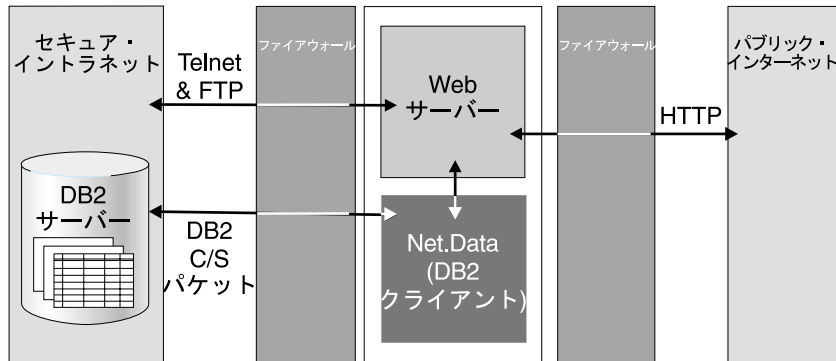 セキュア・
イントラネット
Telnet
& FTP
ファイアウォール
Web
サーバー
ファイアウォール
HTTP
パブリック・
インターネット
DB2
サーバー
DB2
C/S
パケット
Net.Data
(DB2
クライアント)